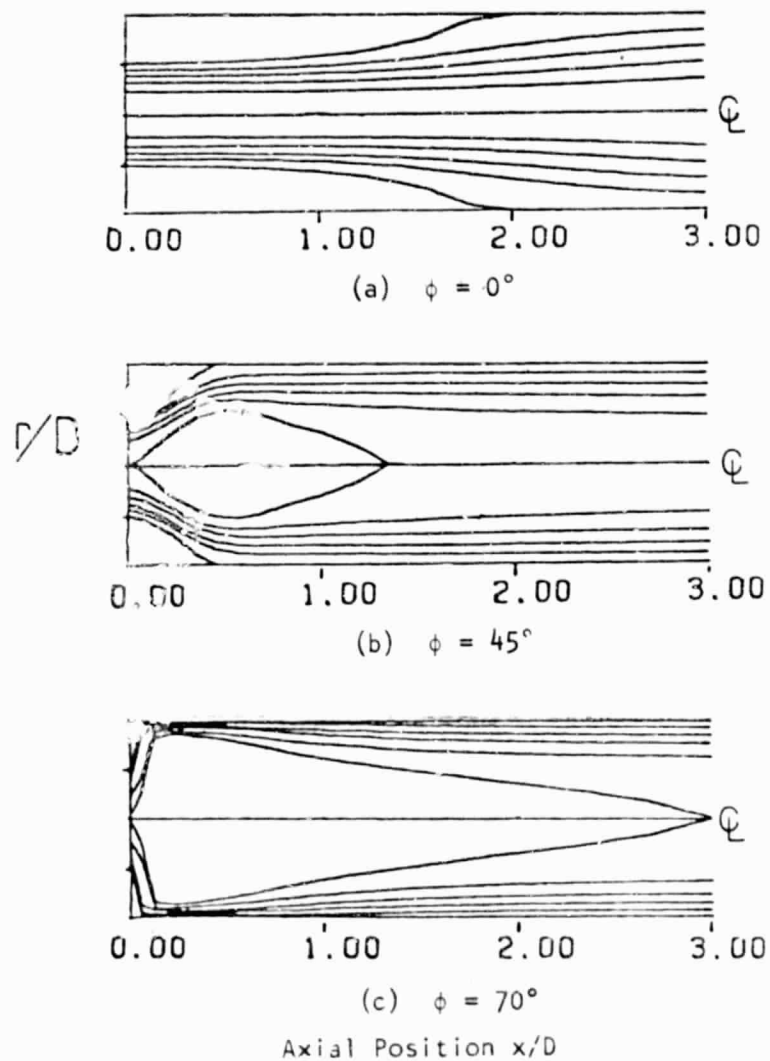 ℄
0.00 1.00 2.00 3.00
(a) ϕ = 0°
r/D
℄
0.00 1.00 2.00 3.00
(b) ϕ = 45°
℄
0.00 1.00 2.00 3.00
(c) ϕ = 70°
Axial Position x/D